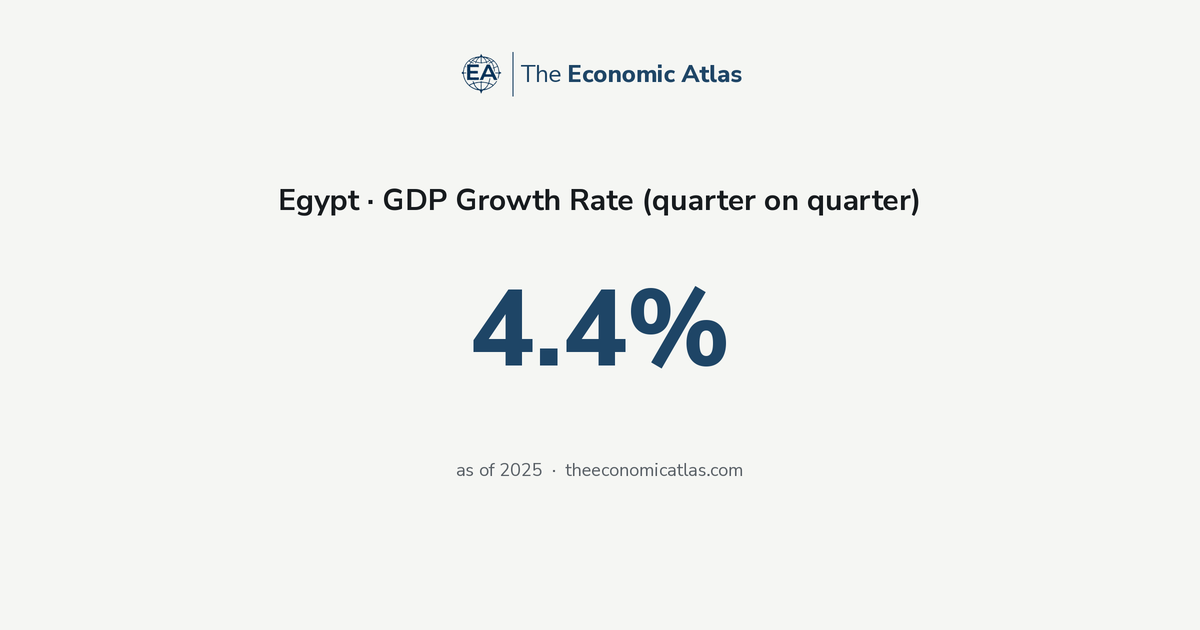 EA The Economic Atlas
Egypt · GDP Growth Rate (quarter on quarter)
4.4%
as of 2025 · theeconomicatlas.com